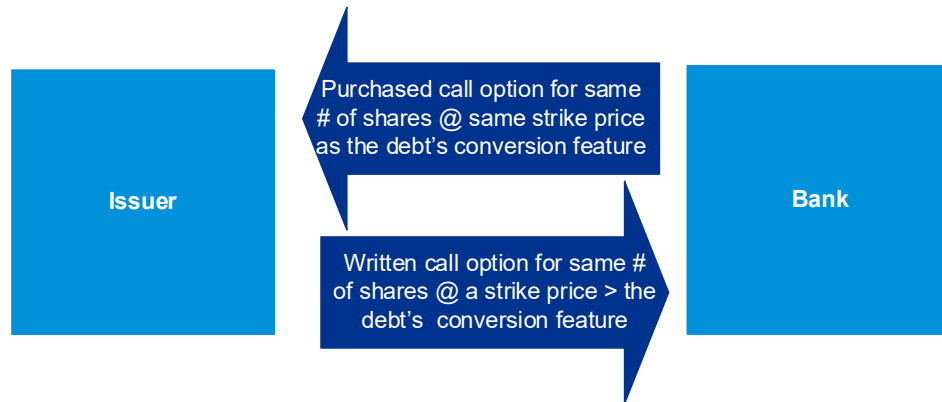 Issuer
Purchased call option for same
# of shares @ same strike price
as the debt's conversion feature
Written call option for same #
of shares @ a strike price > the
debt's  conversion feature
Bank